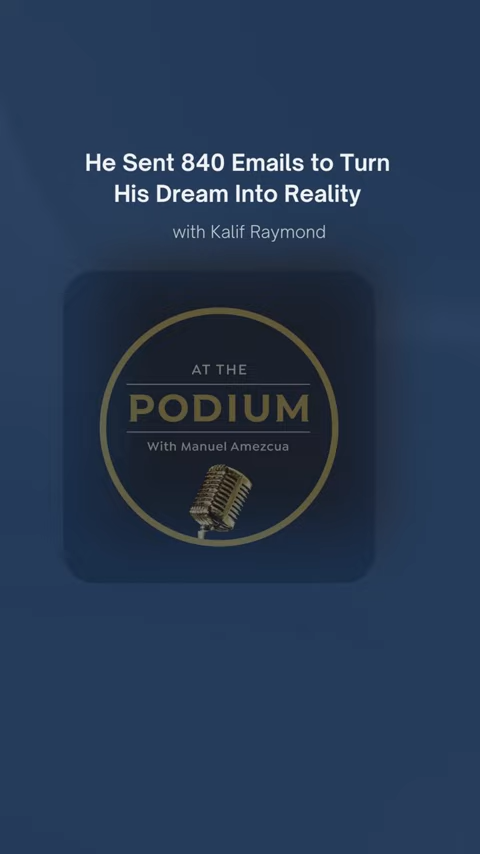 He Sent 840 Emails to Turn
His Dream Into Reality
with Kalif Raymond
AT THE
PODIUM
With Manuel Amezcua